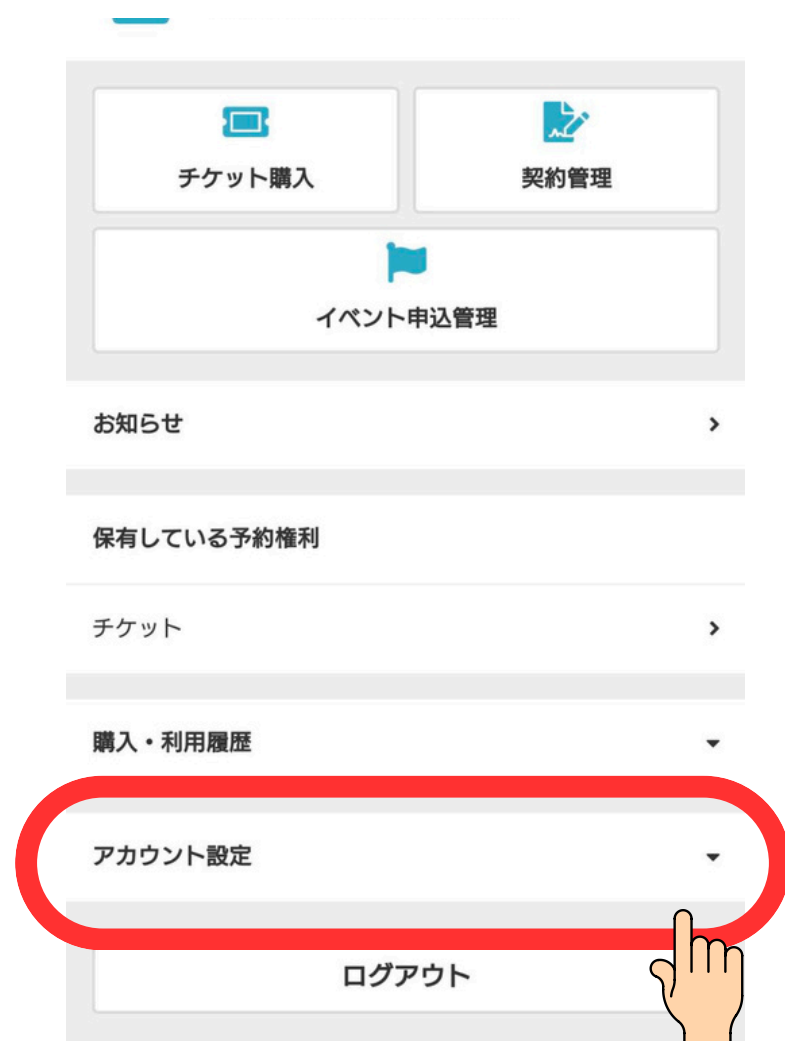 チケット購入
契約管理
イベント申込管理
お知らせ
保有している予約権利
チケット
購入・利用履歴
アカウント設定
ログアウト